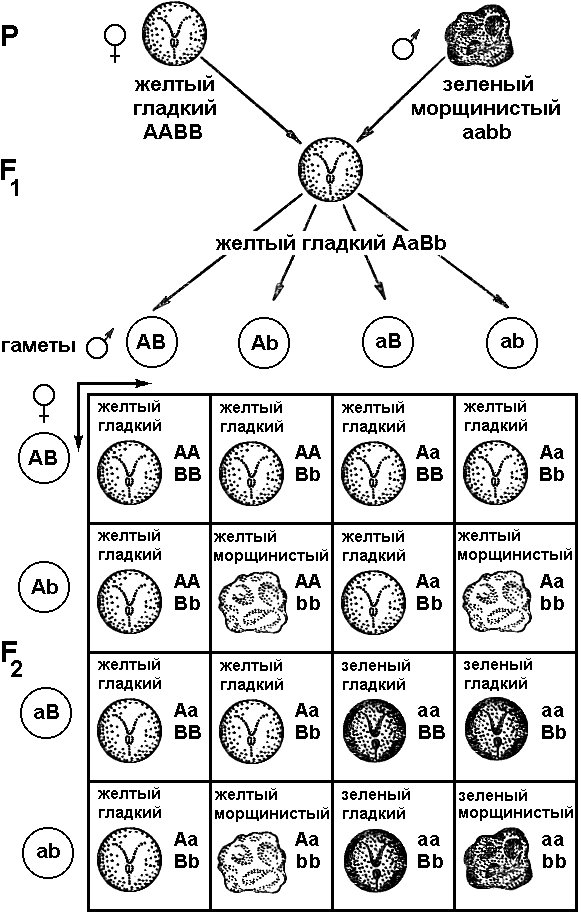 P ♀ ♂
желтый зеленый
гладкий морщинистый
AABB aabb
F1
желтый гладкий AaBb
гаметы ♂ AB Ab aB ab
♀
желтый желтый желтый желтый
гладкий гладкий гладкий гладкий
AB AA AA Aa Aa
BB Bb BB Bb
желтый желтый желтый желтый
гладкий морщинистый гладкий морщинистый
Ab AA AA Aa Aa
Bb bb Bb bb
F2
желтый желтый зеленый зеленый
гладкий гладкий гладкий гладкий
aB Aa Aa aa aa
BB Bb BB Bb
желтый желтый зеленый зеленый
гладкий морщинистый гладкий морщинистый
ab Aa Aa aa aa
Bb bb Bb bb